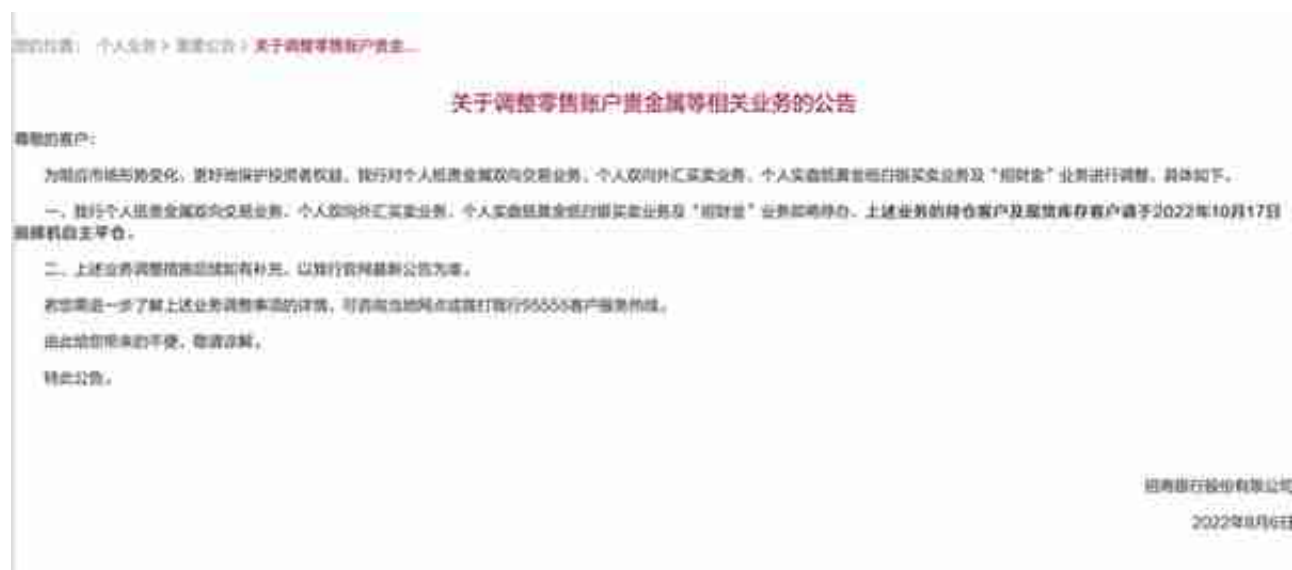 您的位置： 个人业务 > 重要公告 > 关于调整零售账户贵金...
关于调整零售账户贵金属等相关业务的公告
尊敬的客户：
为顺应市场形势变化，更好地保护投资者权益，我行对个人纸贵金属双向交易业务、个人双向外汇买卖业务、个人实盘纸黄金纸白银买卖业务及“招财金”业务进行调整，具体如下。
一、我行个人纸贵金属双向交易业务、个人双向外汇买卖业务、个人实盘纸黄金纸白银买卖业务及“招财金”业务即将停办，上述业务的持仓客户及现货库存客户请于2022年10月17日
前择机自主平仓。
二、上述业务调整措施后续如有补充，以我行官网最新公告为准。
若您需进一步了解上述业务调整事项的详情，可咨询当地网点或拨打我行95555客户服务热线。
由此给您带来的不便，敬请谅解。
特此公告。
招商银行股份有限公司
2022年8月6日